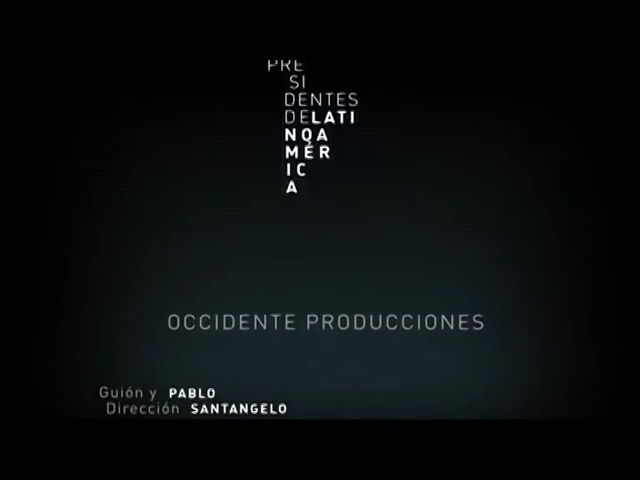 PRE
SI
DENTES
DELATI
NOA
MÉR
IC
A
OCCIDENTE PRODUCCIONES
Guión y PABLO
Dirección SANTANGELO